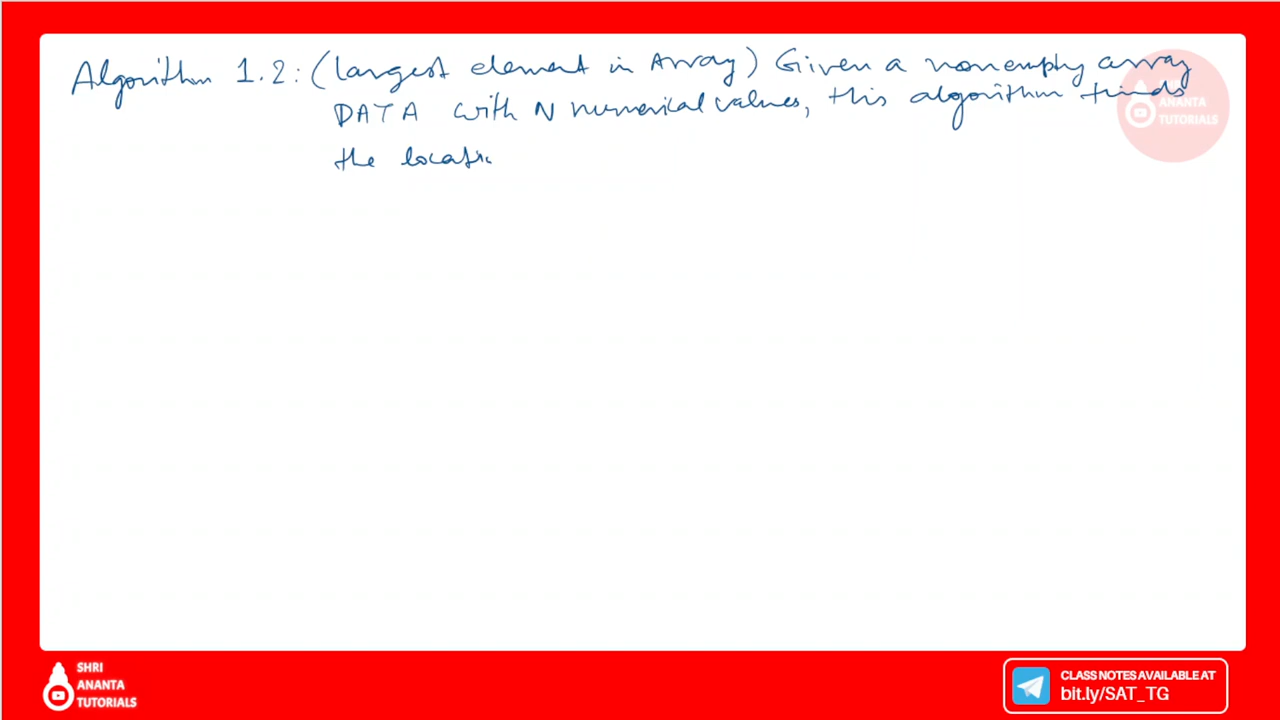 Algorithm 1.2: (Largest element in Array) Given a nonempty array
DATA with N numerical values, this algorithm finds
the locati
ANANTA
TUTORIALS
SHRI
ANANTA
TUTORIALS
CLASS NOTES AVAILABLE AT
bit.ly/SAT_TG